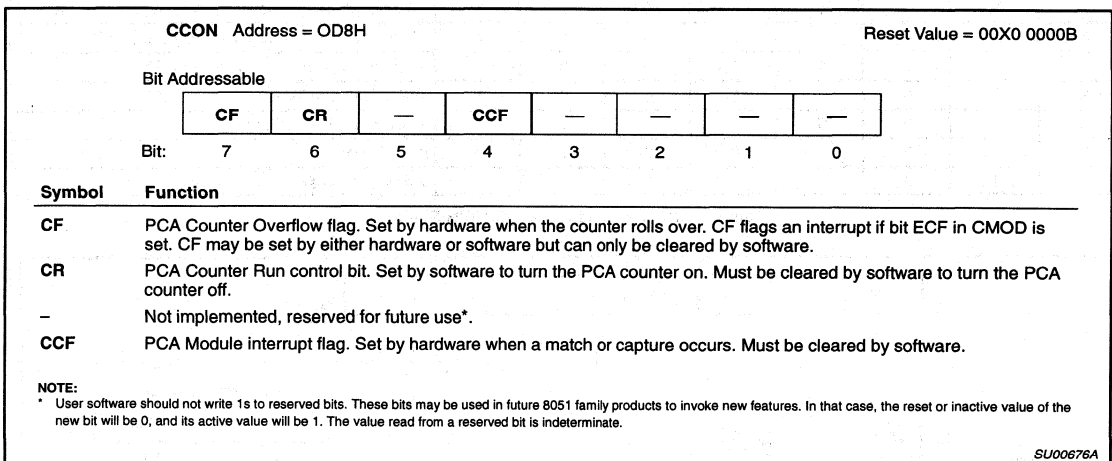 CCON Address = OD8H Reset Value = 00X0 0000B
Bit Addressable
CF CR — CCF — — — —
Bit: 7 6 5 4 3 2 1 0
Symbol Function
CF PCA Counter Overflow flag. Set by hardware when the counter rolls over. CF flags an interrupt if bit ECF in CMOD is
set. CF may be set by either hardware or software but can only be cleared by software.
CR PCA Counter Run control bit. Set by software to turn the PCA counter on. Must be cleared by software to turn the PCA
counter off.
– Not implemented, reserved for future use*.
CCF PCA Module interrupt flag. Set by hardware when a match or capture occurs. Must be cleared by software.
NOTE:
* User software should not write 1s to reserved bits. These bits may be used in future 8051 family products to invoke new features. In that case, the reset or inactive value of the
new bit will be 0, and its active value will be 1. The value read from a reserved bit is indeterminate.
SU00676A